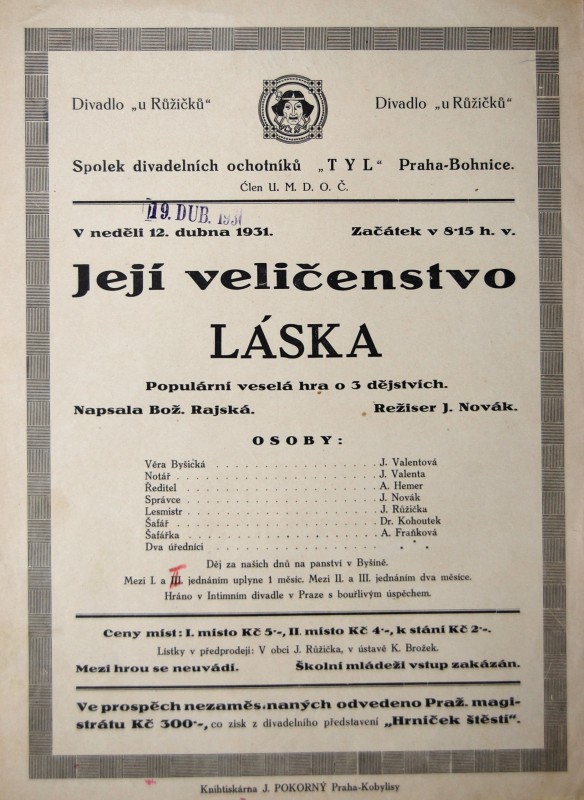 Divadlo „u Růžičků" Divadlo „u Růžičků"
Spolek divadelních ochotníků „TYL" Praha-Bohnice.
Člen U. M. D. O. Č.
19. DUB. 1931
V neděli 12. dubna 1931. Začátek v 8·15 h. v.
Její veličenstvo
LÁSKA
Populární veselá hra o 3 dějstvích.
Napsala Bož. Rajská. Režiser J. Novák.
OSOBY:
Věra Byšická . . . . . . . . . . . . . . . . J. Valentová
Notář . . . . . . . . . . . . . . . . . . . J. Valenta
Ředitel . . . . . . . . . . . . . . . . . . A. Hemer
Správce . . . . . . . . . . . . . . . . . . J. Novák
Lesmistr . . . . . . . . . . . . . . . . . . J. Růžička
Šafář . . . . . . . . . . . . . . . . . . . Dr. Kohoutek
Šafářka . . . . . . . . . . . . . . . . . . A. Fraňková
Dva úředníci . . . . . . . . . . . . . . . . • •
Děj za našich dnů na panství v Byšině.
Mezi I. a II. jednáním uplyne 1 měsíc. Mezi II. a III. jednáním dva měsíce.
Hráno v Intimním divadle v Praze s bouřlivým úspěchem.
Ceny míst: I. místo Kč 5·-, II. místo Kč 4·-, k stání Kč 2·-.
Lístky v předprodeji: V obci J. Růžička, v ústavě K. Brožek.
Mezi hrou se neuvádí. Školní mládeži vstup zakázán.
Ve prospěch nezaměs.naných odvedeno Praž. magi-
strátu Kč 300·-, co zisk z divadelního představení „Hrníček štěstí".
Knihtiskárna J. POKORNÝ Praha-Kobylisy